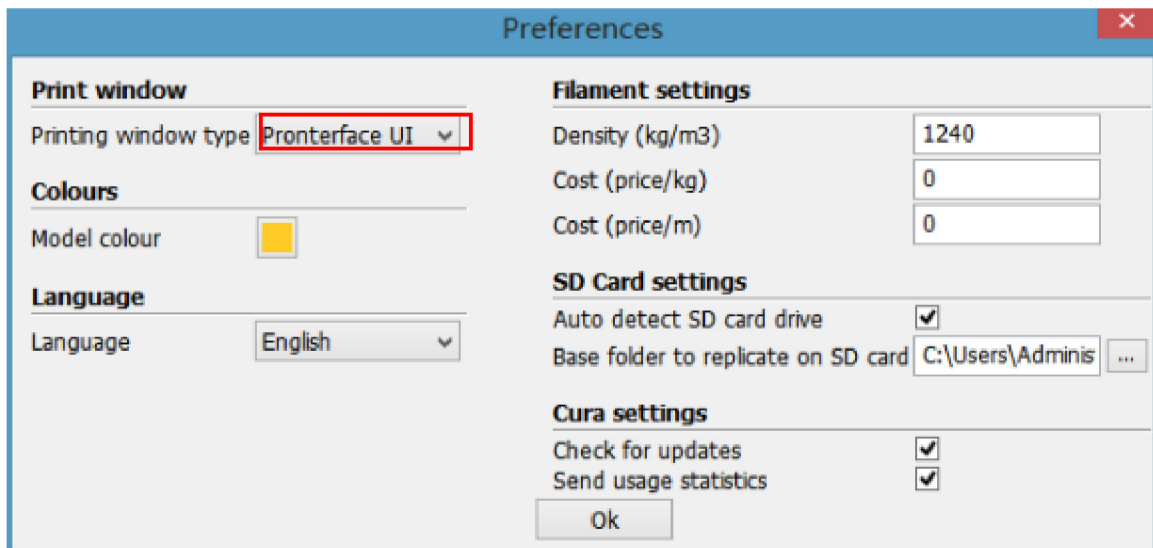 Preferences
Print window
Printing window type Pronterface UI
Colours
Model colour
Language
Language English
Filament settings
Density (kg/m3) 1240
Cost (price/kg) 0
Cost (price/m) 0
SD Card settings
Auto detect SD card drive
Base folder to replicate on SD card C:\Users\Adminis ...
Cura settings
Check for updates
Send usage statistics
Ok